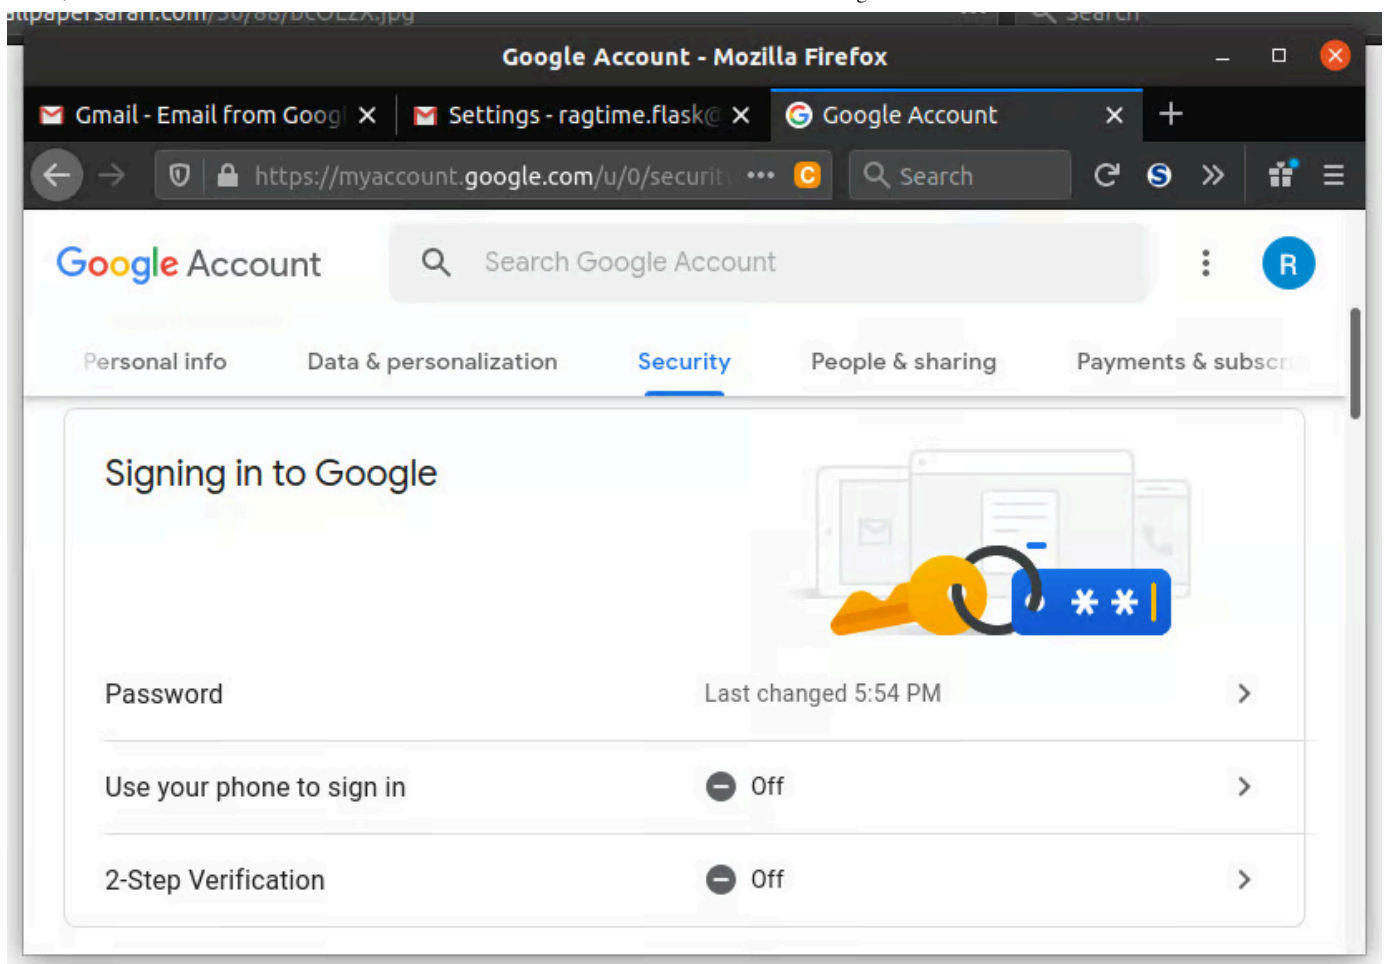 Google Account - Mozilla Firefox
Gmail - Email from Goog
Settings - ragtime.flask@
Google Account
https://myaccount.google.com/u/0/securit
Search
Google Account
Search Google Account
R
Personal info
Data & personalization
Security
People & sharing
Payments & subscr
Signing in to Google
**
Password
Last changed 5:54 PM
Use your phone to sign in
Off
2-Step Verification
Off